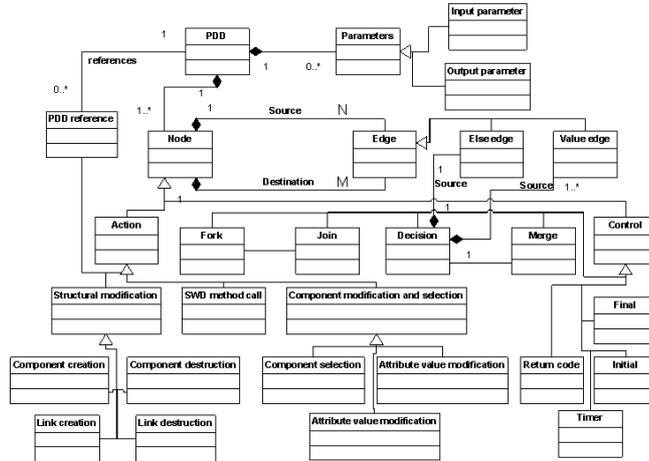 Input parameter
1
PDD
Parameters
references
1
0..*
1
Output parameter
0..*
1
PDD reference
1..*
1
Source
N
Node
Edge
Else edge
Value edge
Destination
M
1
Source
Source
1..*
1
1
Action
Fork
Join
Decision
Merge
Control
1
Structural modification
SWD method call
Component modification and selection
Final
Component creation
Component destruction
Component selection
Attribute value modification
Return code
Initial
Link creation
Link destruction
Attribute value modification
Timer